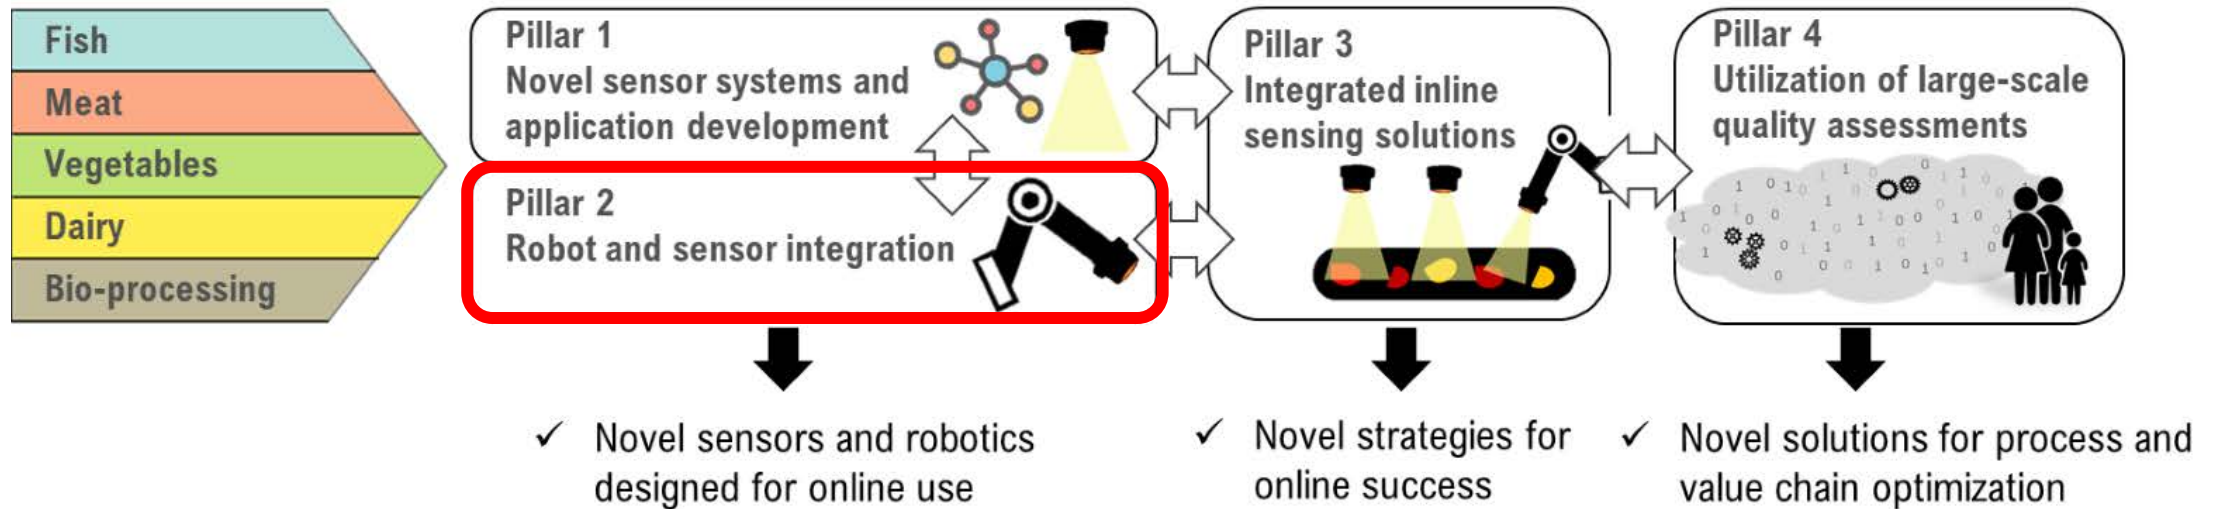 Fish
Meat
Vegetables
Dairy
Bio-processing
Pillar 1
Novel sensor systems and
application development
Pillar 2
Robot and sensor integration
Pillar 3
Integrated inline
sensing solutions
Pillar 4
Utilization of large-scale
quality assessments
✓ Novel sensors and robotics
designed for online use
✓ Novel strategies for
online success
✓ Novel solutions for process and
value chain optimization